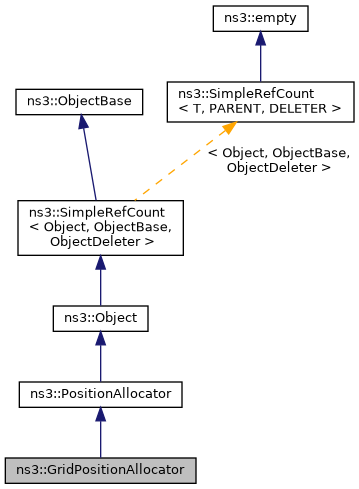 ns3::empty
ns3::SimpleRefCount
< T, PARENT, DELETER >
ns3::ObjectBase
< Object, ObjectBase,
ObjectDeleter >
ns3::SimpleRefCount
< Object, ObjectBase,
ObjectDeleter >
ns3::Object
ns3::PositionAllocator
ns3::GridPositionAllocator